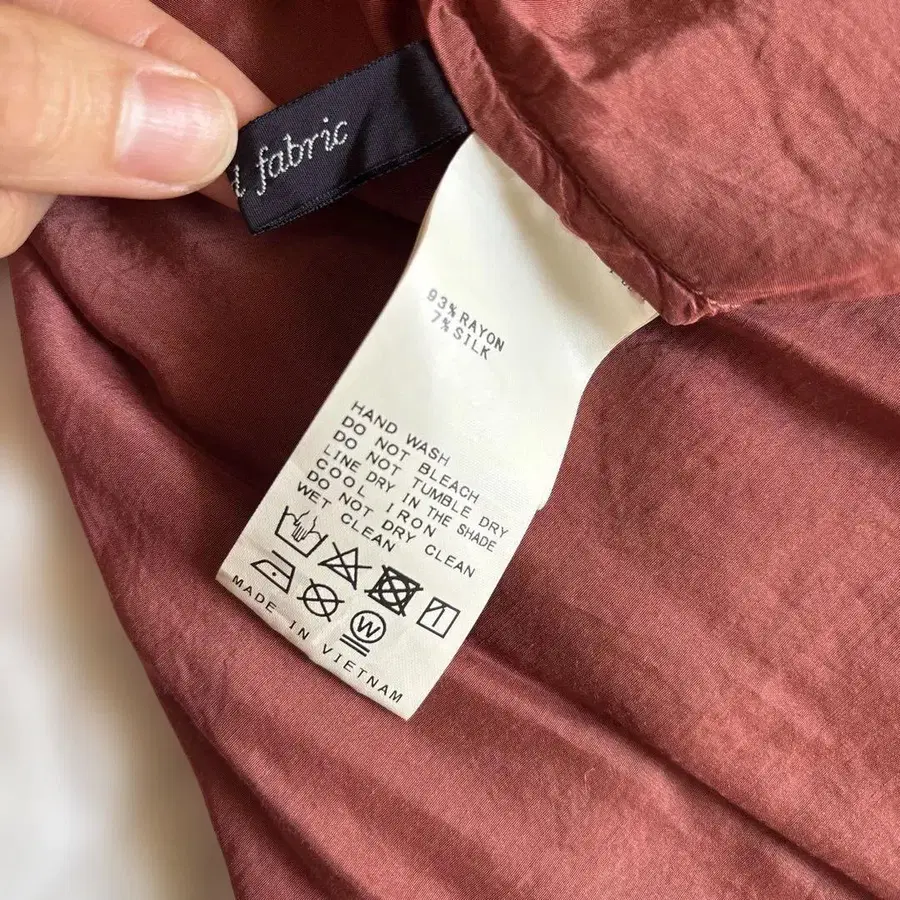 fabric
93% RAYON
7% SILK
HAND WASH
DO NOT BLEACH
DO NOT TUMBLE DRY
LINE DRY IN THE SHADE
COOL IRON
DO NOT DRY CLEAN
WET CLEAN
W
MADE IN VIETNAM